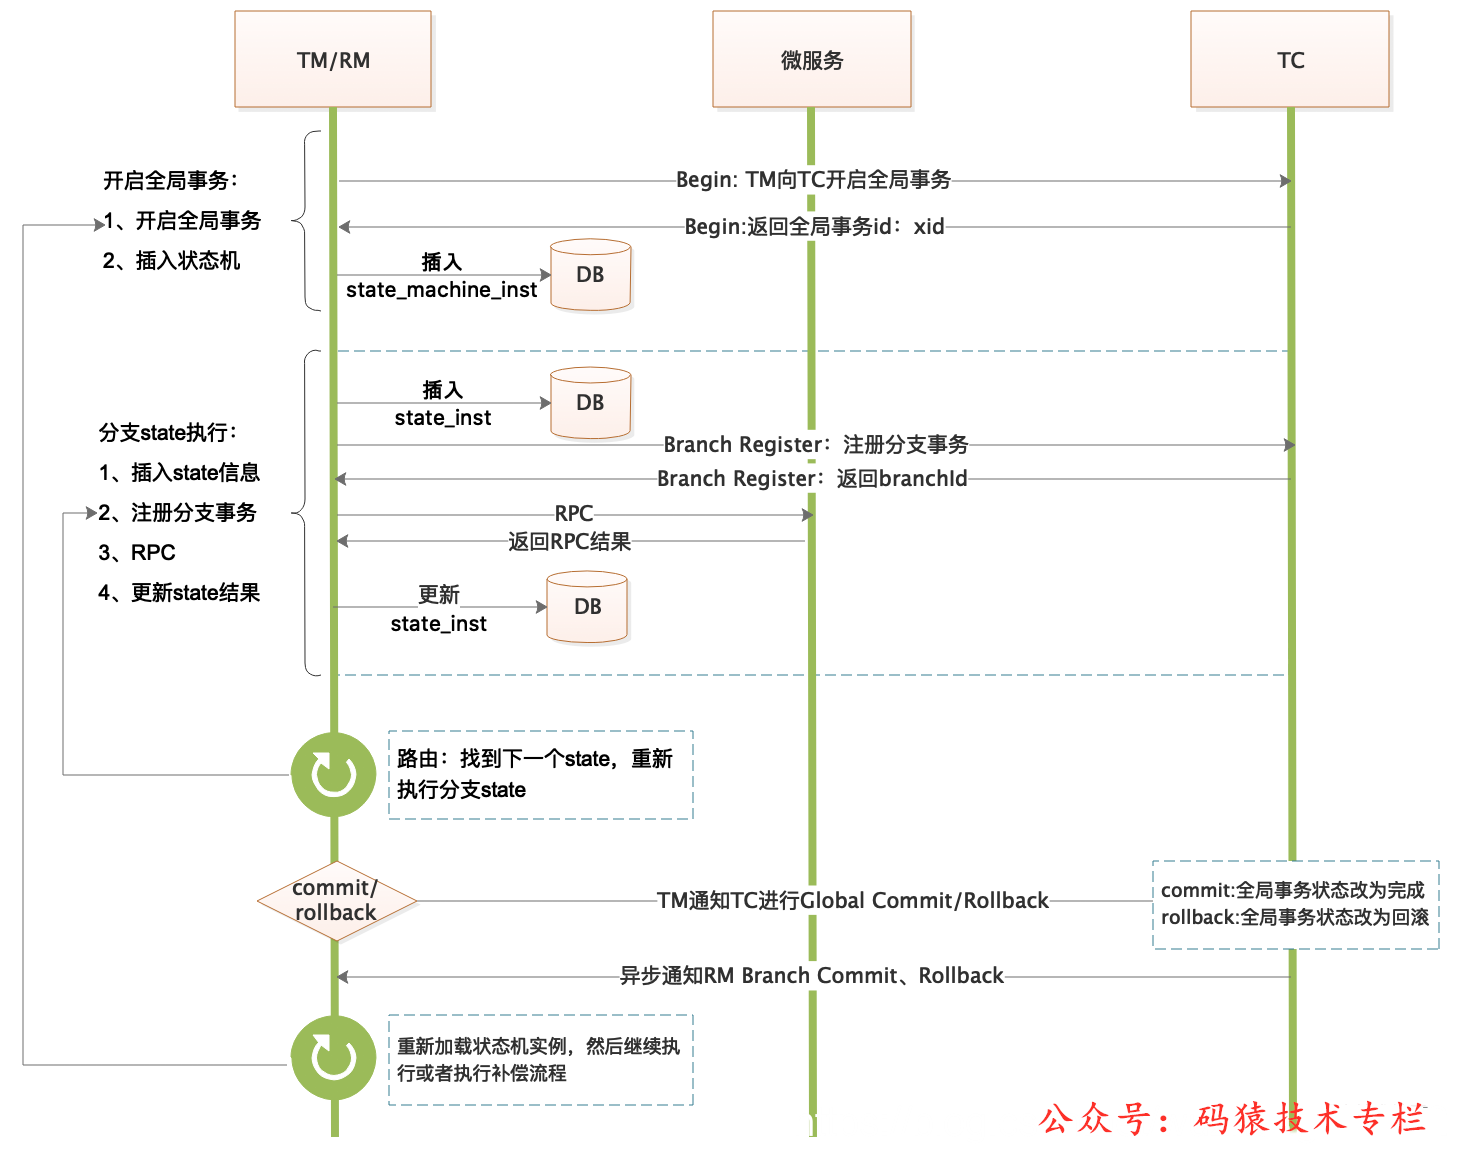 TM/RM
微服务
TC
开启全局事务：
1、开启全局事务
2、插入状态机
Begin: TM向TC开启全局事务
Begin:返回全局事务id：xid
插入
state_machine_inst
DB
分支state执行：
1、插入state信息
2、注册分支事务
3、RPC
4、更新state结果
插入
state_inst
DB
Branch Register：注册分支事务
Branch Register：返回branchId
RPC
返回RPC结果
更新
state_inst
DB
路由：找到下一个state，重新
执行分支state
commit/
rollback
TM通知TC进行Global Commit/Rollback
commit:全局事务状态改为完成
rollback:全局事务状态改为回滚
异步通知RM Branch Commit、Rollback
重新加载状态机实例，然后继续执
行或者执行补偿流程
公众号：码猿技术专栏